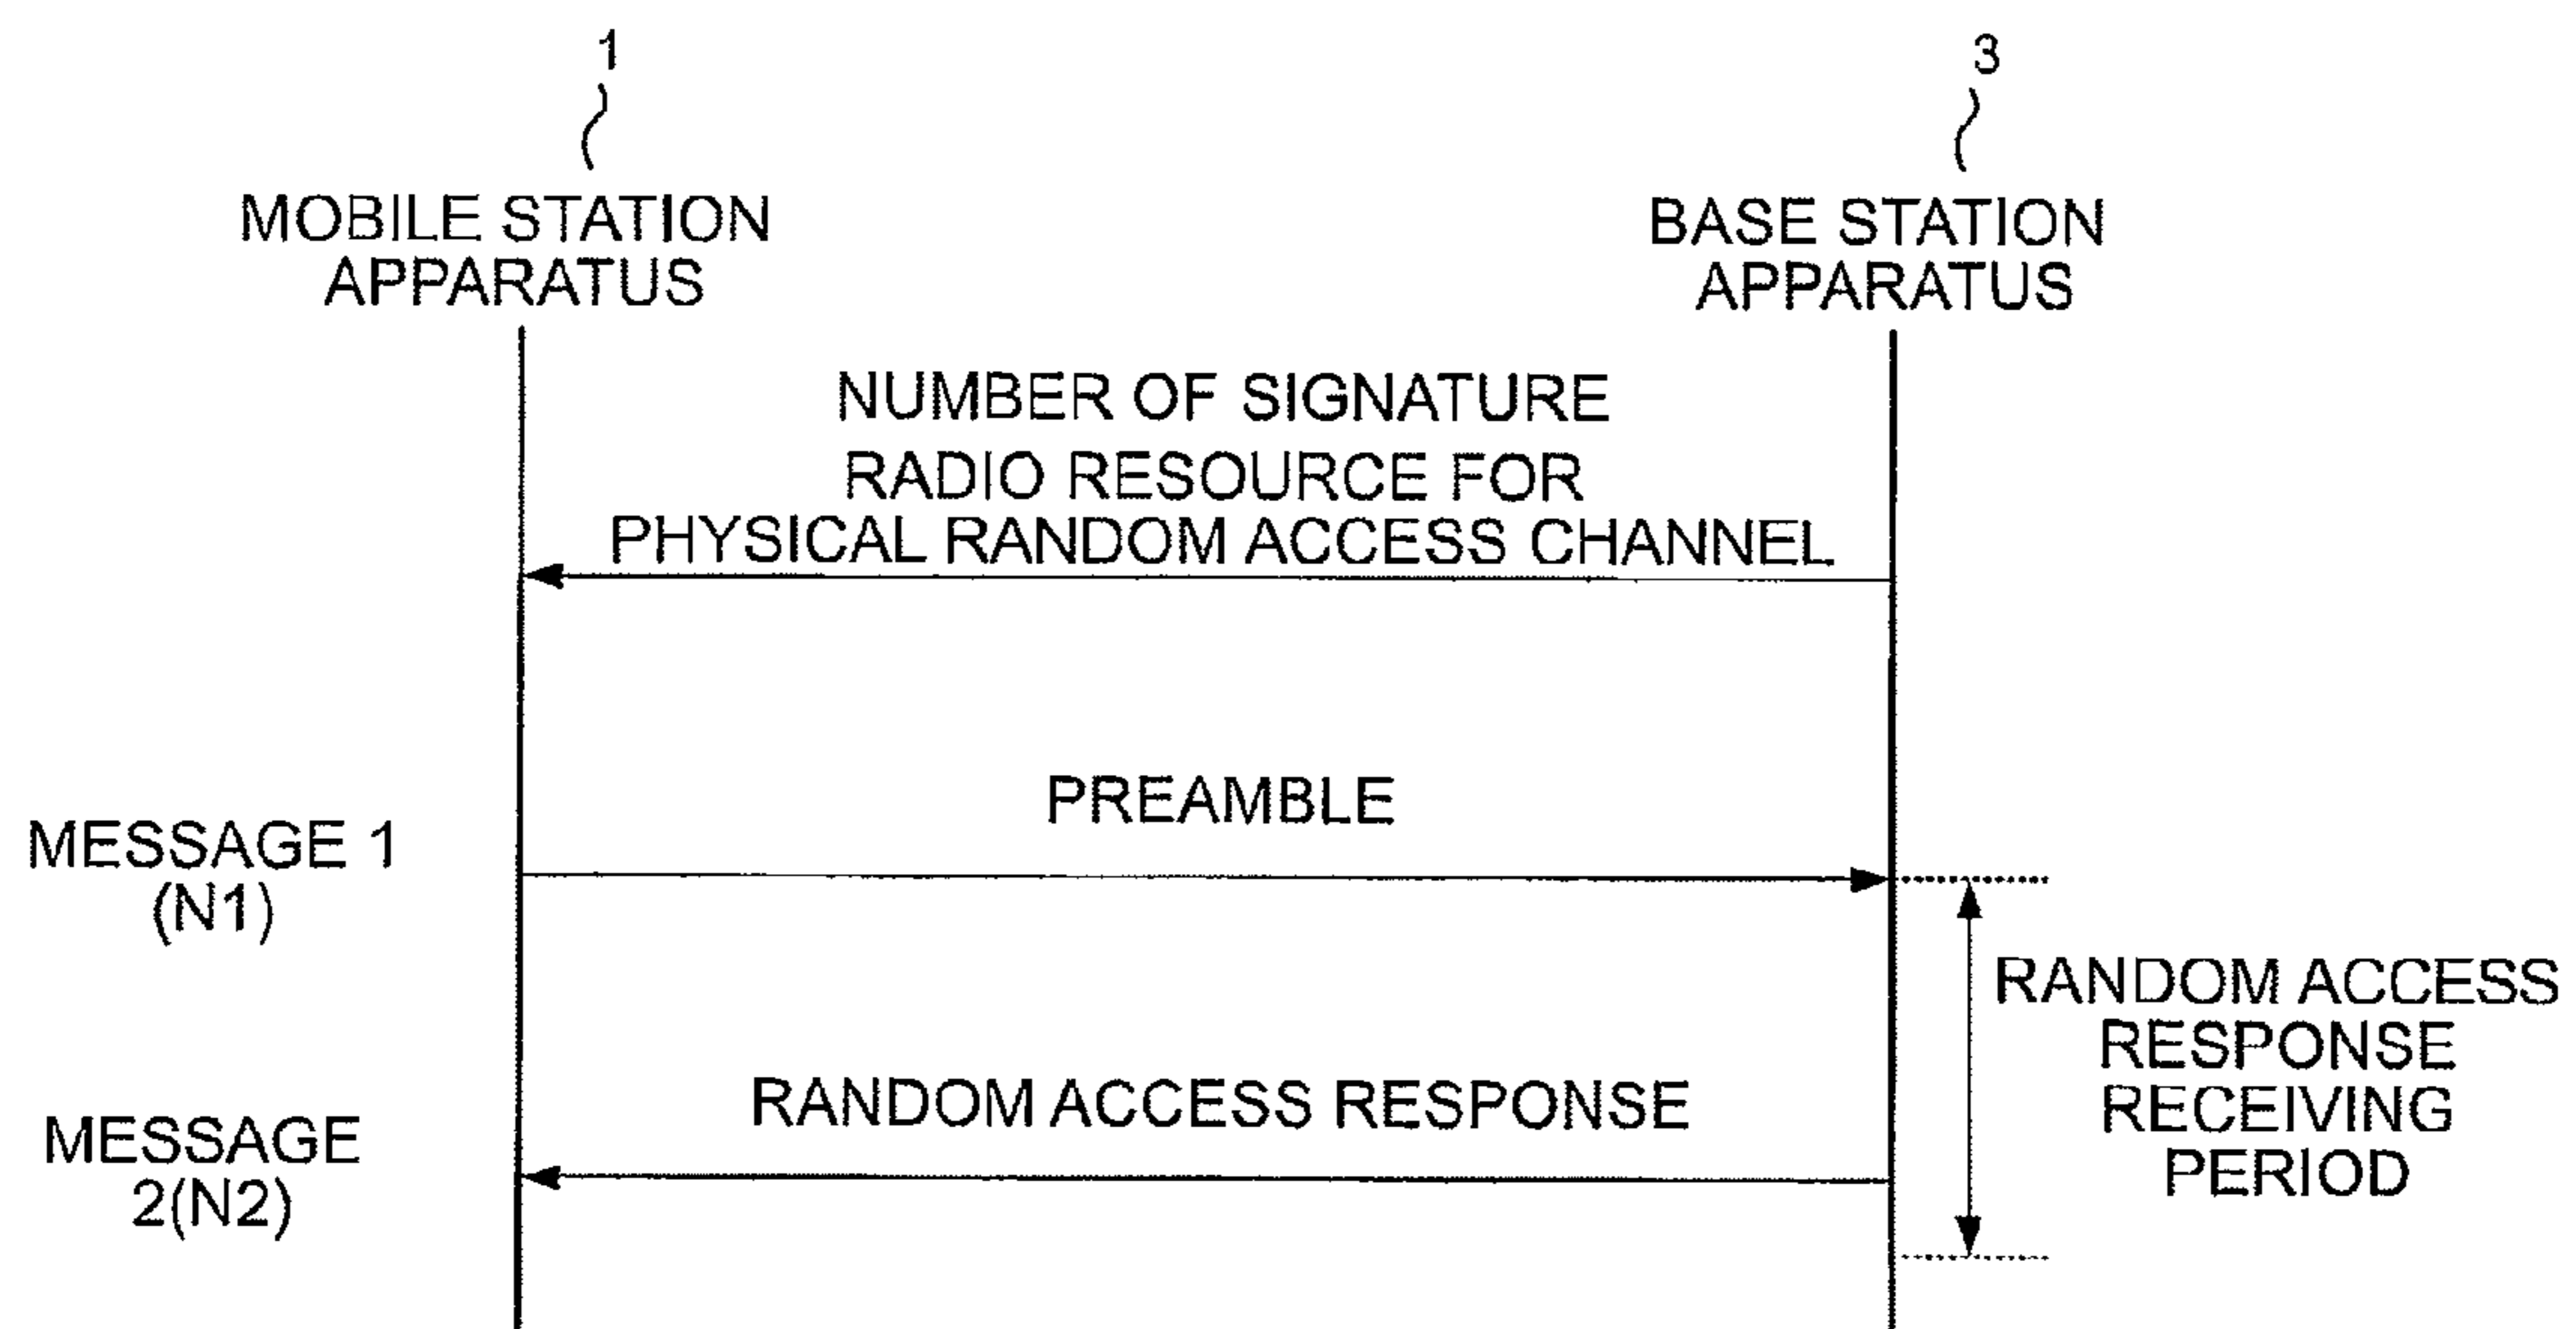 1
3
MOBILE STATION
APPARATUS
BASE STATION
APPARATUS
NUMBER OF SIGNATURE
RADIO RESOURCE FOR
PHYSICAL RANDOM ACCESS CHANNEL
PREAMBLE
MESSAGE 1
(N1)
RANDOM ACCESS
RESPONSE
RECEIVING
PERIOD
RANDOM ACCESS RESPONSE
MESSAGE
2(N2)